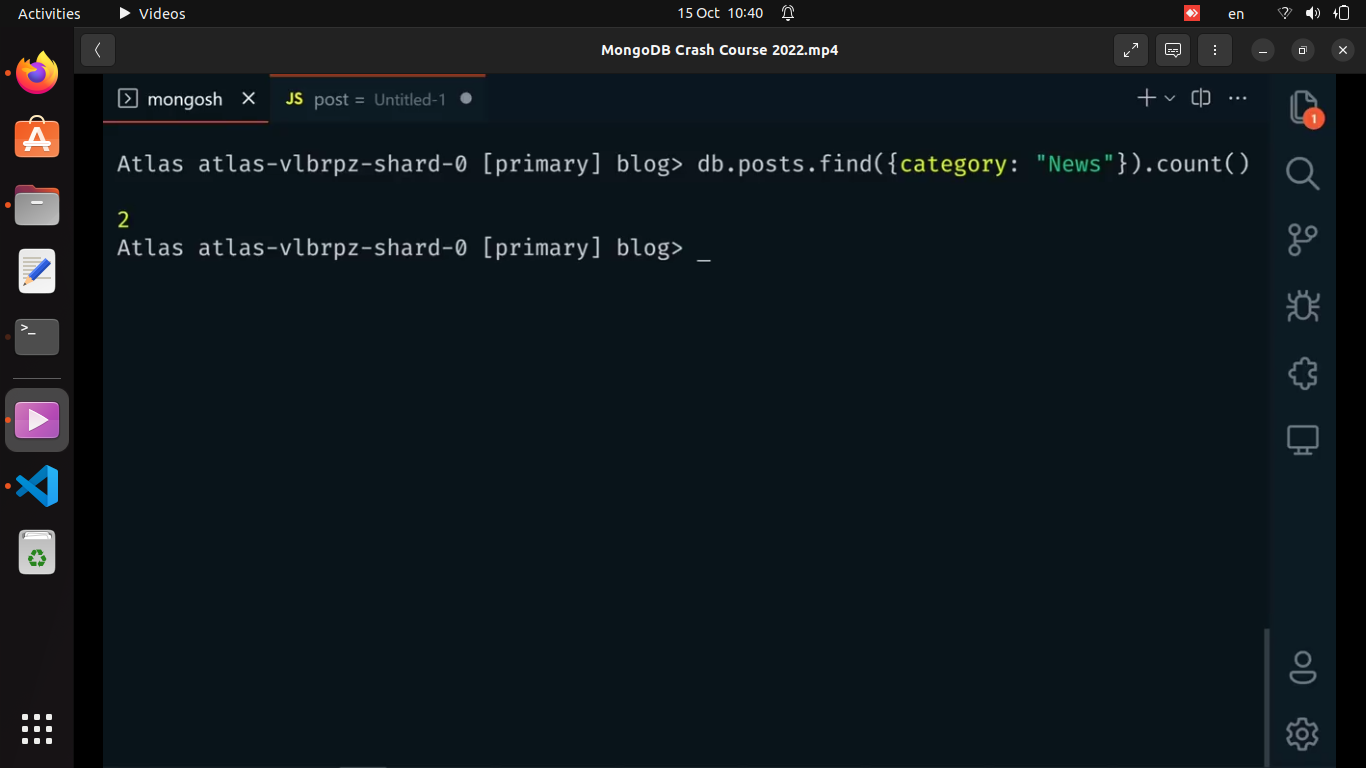 Activities
Videos
15 Oct 10:40
en
MongoDB Crash Course 2022.mp4
mongosh
JS post = Untitled-1
1
Atlas atlas-vlbrpz-shard-0 [primary] blog> db.posts.find({category: "News"}).count()
2
Atlas atlas-vlbrpz-shard-0 [primary] blog> _